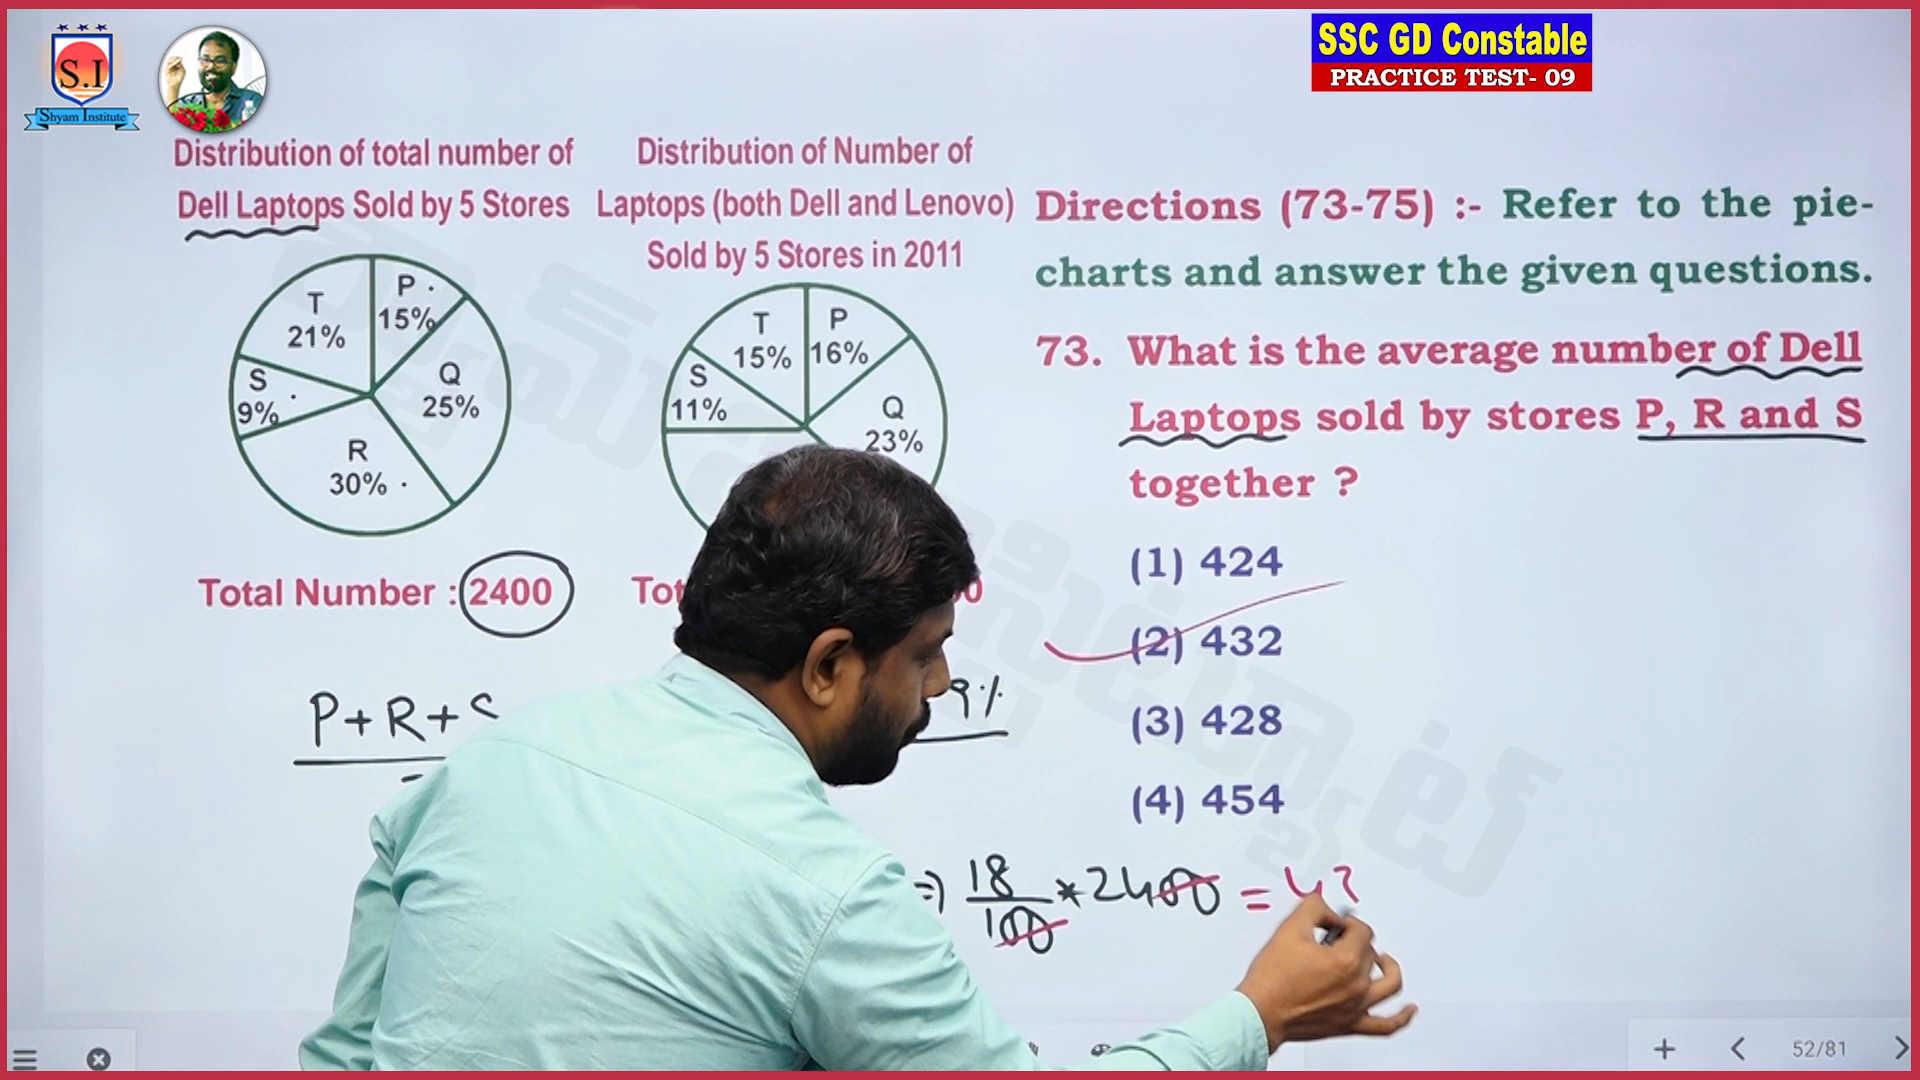 S.I
Shyam Institute
SSC GD Constable
PRACTICE TEST- 09
Distribution of total number of
Dell Laptops Sold by 5 Stores
T
21%
P
15%
S
9%
Q
25%
R
30%
Total Number : 2400
Distribution of Number of
Laptops (both Dell and Lenovo)
Sold by 5 Stores in 2011
T
15%
P
16%
S
11%
Q
23%
Directions (73-75) :- Refer to the pie-
charts and answer the given questions.
73. What is the average number of Dell
Laptops sold by stores P, R and S
together ?
(1) 424
(2) 432
(3) 428
(4) 454
P+R+S
9%
⇒ 18/100 * 2400 = 43
52/81